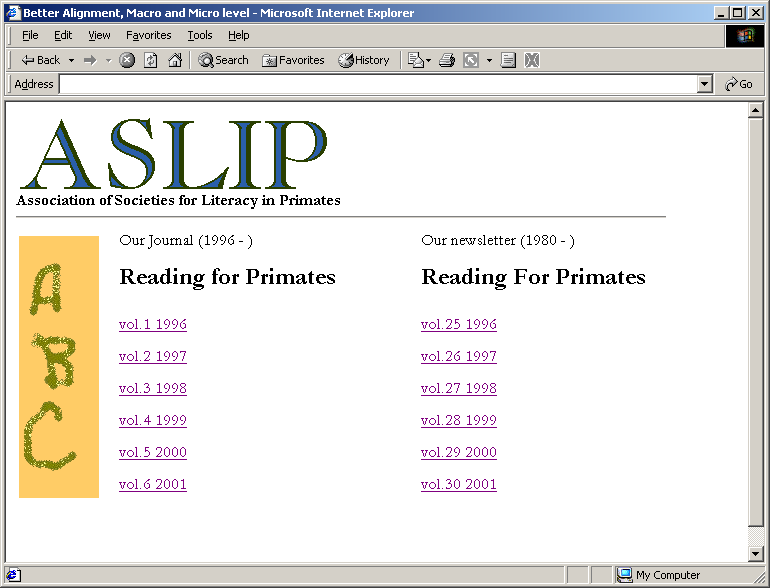 Better Alignment, Macro and Micro level - Microsoft Internet Explorer
File Edit View Favorites Tools Help
Back Search Favorites History
Address Go
ASLIP
Association of Societies for Literacy in Primates
Our Journal (1996 - )
Reading for Primates
vol.1 1996
vol.2 1997
vol.3 1998
vol.4 1999
vol.5 2000
vol.6 2001
Our newsletter (1980 - )
Reading For Primates
vol.25 1996
vol.26 1997
vol.27 1998
vol.28 1999
vol.29 2000
vol.30 2001
A
B
C
My Computer